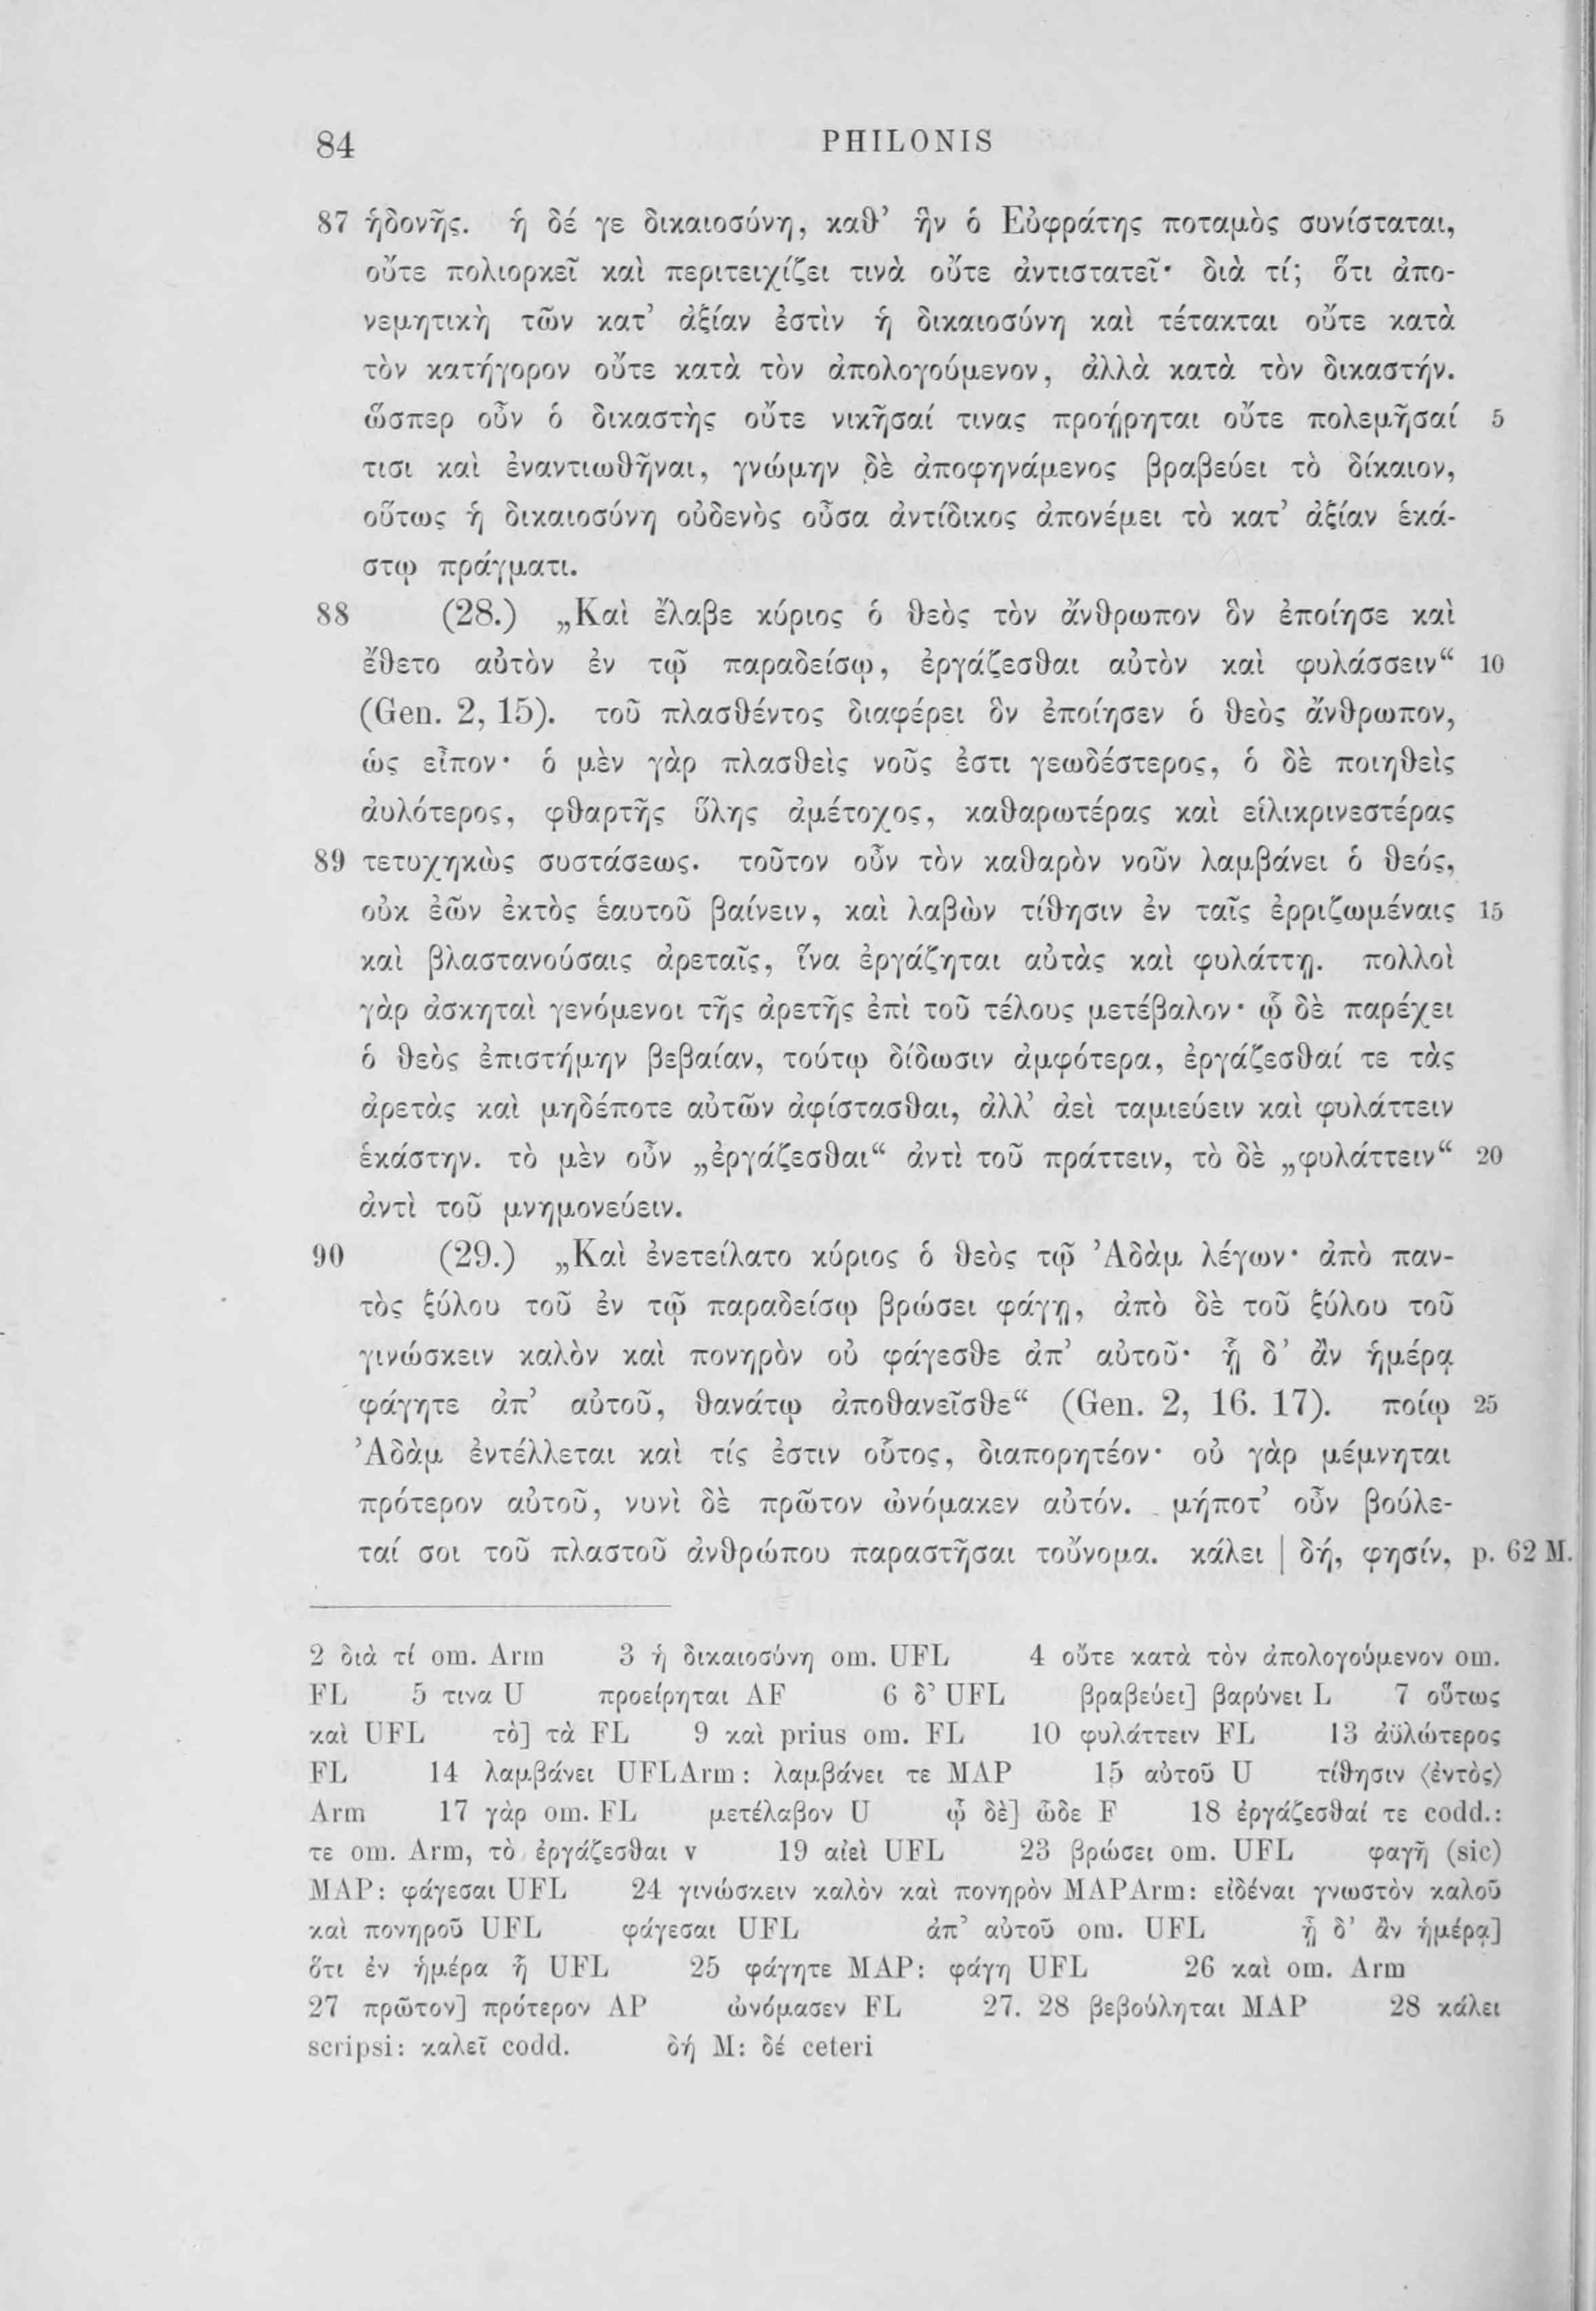 84 PHILONIS
87 ἡδονῆς. ἡ δέ γε δικαιοσύνη, καθ’ ἣν ὁ Εὐφράτης ποταμὸς συνίσταται,
οὔτε πολιορκεῖ καὶ περιτειχίζει τινὰ οὔτε ἀντιστατεῖ· διὰ τί; ὅτι ἀπο-
νεμητικὴ τῶν κατ’ ἀξίαν ἐστὶν ἡ δικαιοσύνη καὶ τέτακται οὔτε κατὰ
τὸν κατήγορον οὔτε κατὰ τὸν ἀπολογούμενον, ἀλλὰ κατὰ τὸν δικαστήν.
ὥσπερ οὖν ὁ δικαστὴς οὔτε νικῆσαί τινας προῄρηται οὔτε πολεμῆσαί 5
τισι καὶ ἐναντιωθῆναι, γνώμην δὲ ἀποφηνάμενος βραβεύει τὸ δίκαιον,
οὕτως ἡ δικαιοσύνη οὐδενὸς οὖσα ἀντίδικος ἀπονέμει τὸ κατ’ ἀξίαν ἑκά-
στῳ πράγματι.
88 (28.) „Καὶ ἔλαβε κύριος ὁ θεὸς τὸν ἄνθρωπον ὃν ἐποίησε καὶ
ἔθετο αὐτὸν ἐν τῷ παραδείσῳ, ἐργάζεσθαι αὐτὸν καὶ φυλάσσειν“ 10
(Gen. 2, 15). τοῦ πλασθέντος διαφέρει ὃν ἐποίησεν ὁ θεὸς ἄνθρωπον,
ὡς εἶπον· ὁ μὲν γὰρ πλασθεὶς νοῦς ἐστι γεωδέστερος, ὁ δὲ ποιηθεὶς
ἀυλότερος, φθαρτῆς ὕλης ἀμέτοχος, καθαρωτέρας καὶ εἱλικρινεστέρας
89 τετυχηκὼς συστάσεως. τοῦτον οὖν τὸν καθαρὸν νοῦν λαμβάνει ὁ θεός,
οὐκ ἐῶν ἐκτὸς ἑαυτοῦ βαίνειν, καὶ λαβὼν τίθησιν ἐν ταῖς ἐρριζωμέναις 15
καὶ βλαστανούσαις ἀρεταῖς, ἵνα ἐργάζηται αὐτὰς καὶ φυλάττῃ. πολλοὶ
γὰρ ἀσκηταὶ γενόμενοι τῆς ἀρετῆς ἐπὶ τοῦ τέλους μετέβαλον· ᾧ δὲ παρέχει
ὁ θεὸς ἐπιστήμην βεβαίαν, τούτῳ δίδωσιν ἀμφότερα, ἐργάζεσθαί τε τὰς
ἀρετὰς καὶ μηδέποτε αὐτῶν ἀφίστασθαι, ἀλλ’ ἀεὶ ταμιεύειν καὶ φυλάττειν
ἑκάστην. τὸ μὲν οὖν „ἐργάζεσθαι“ ἀντὶ τοῦ πράττειν, τὸ δὲ „φυλάττειν“ 20
ἀντὶ τοῦ μνημονεύειν.
90 (29.) „Καὶ ἐνετείλατο κύριος ὁ θεὸς τῷ Ἀδὰμ λέγων· ἀπὸ παν-
τὸς ξύλου τοῦ ἐν τῷ παραδείσῳ βρώσει φάγῃ, ἀπὸ δὲ τοῦ ξύλου τοῦ
γινώσκειν καλὸν καὶ πονηρὸν οὐ φάγεσθε ἀπ’ αὐτοῦ· ᾗ δ’ ἂν ἡμέρᾳ
φάγητε ἀπ’ αὐτοῦ, θανάτῳ ἀποθανεῖσθε“ (Gen. 2, 16. 17). ποίῳ 25
Ἀδὰμ ἐντέλλεται καὶ τίς ἐστιν οὗτος, διαπορητέον· οὐ γὰρ μέμνηται
πρότερον αὐτοῦ, νυνὶ δὲ πρῶτον ὠνόμακεν αὐτόν. μήποτ’ οὖν βούλε-
ταί σοι τοῦ πλαστοῦ ἀνθρώπου παραστῆσαι τοὔνομα. κάλει | δή, φησίν, p. 62 M.
2 διὰ τί om. Arm 3 ἡ δικαιοσύνη om. UFL 4 οὔτε κατὰ τὸν ἀπολογούμενον om.
FL 5 τινα U προείρηται AF 6 δ’ UFL βραβεύει] βαρύνει L 7 οὕτως
καὶ UFL τὸ] τὰ FL 9 καὶ prius om. FL 10 φυλάττειν FL 13 ἀϋλώτερος
FL 14 λαμβάνει UFLArm: λαμβάνει τε MAP 15 αὐτοῦ U τίθησιν ⟨ἐντὸς⟩
Arm 17 γὰρ om. FL μετέλαβον U ᾧ δὲ] ὧδε F 18 ἐργάζεσθαί τε codd.:
τε om. Arm, τὸ ἐργάζεσθαι v 19 αἰεὶ UFL 23 βρώσει om. UFL φαγῆ (sic)
MAP: φάγεσαι UFL 24 γινώσκειν καλὸν καὶ πονηρὸν MAPArm: εἰδέναι γνωστὸν καλοῦ
καὶ πονηροῦ UFL φάγεσαι UFL ἀπ’ αὐτοῦ om. UFL ᾗ δ’ ἂν ἡμέρᾳ]
ὅτι ἐν ἡμέρα ἧ UFL 25 φάγητε MAP: φάγη UFL 26 καὶ om. Arm
27 πρῶτον] πρότερον AP ὠνόμασεν FL 27. 28 βεβούληται MAP 28 κάλει
scripsi: καλεῖ codd. δή M: δέ ceteri